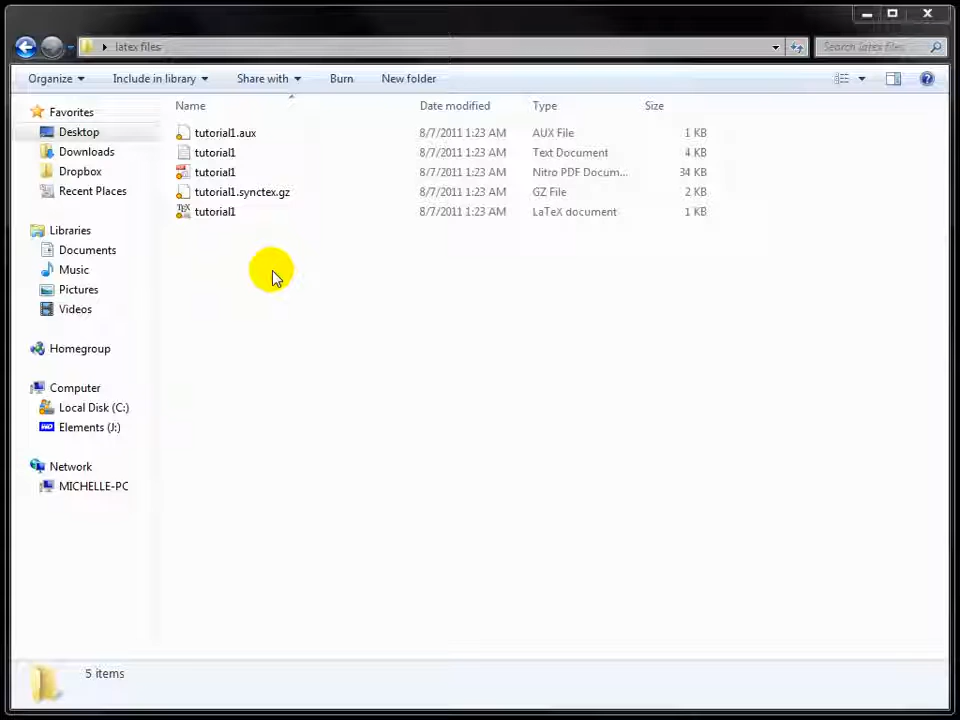 latex files
Search latex files
Organize Include in library Share with Burn New folder
Name Date modified Type Size
Favorites
Desktop
Downloads
Dropbox
Recent Places
Libraries
Documents
Music
Pictures
Videos
Homegroup
Computer
Local Disk (C:)
Elements (J:)
Network
MICHELLE-PC
tutorial1.aux 8/7/2011 1:23 AM AUX File 1 KB
tutorial1 8/7/2011 1:23 AM Text Document 4 KB
tutorial1 8/7/2011 1:23 AM Nitro PDF Docum... 34 KB
tutorial1.synctex.gz 8/7/2011 1:23 AM GZ File 2 KB
TEX tutorial1 8/7/2011 1:23 AM LaTeX document 1 KB
5 items